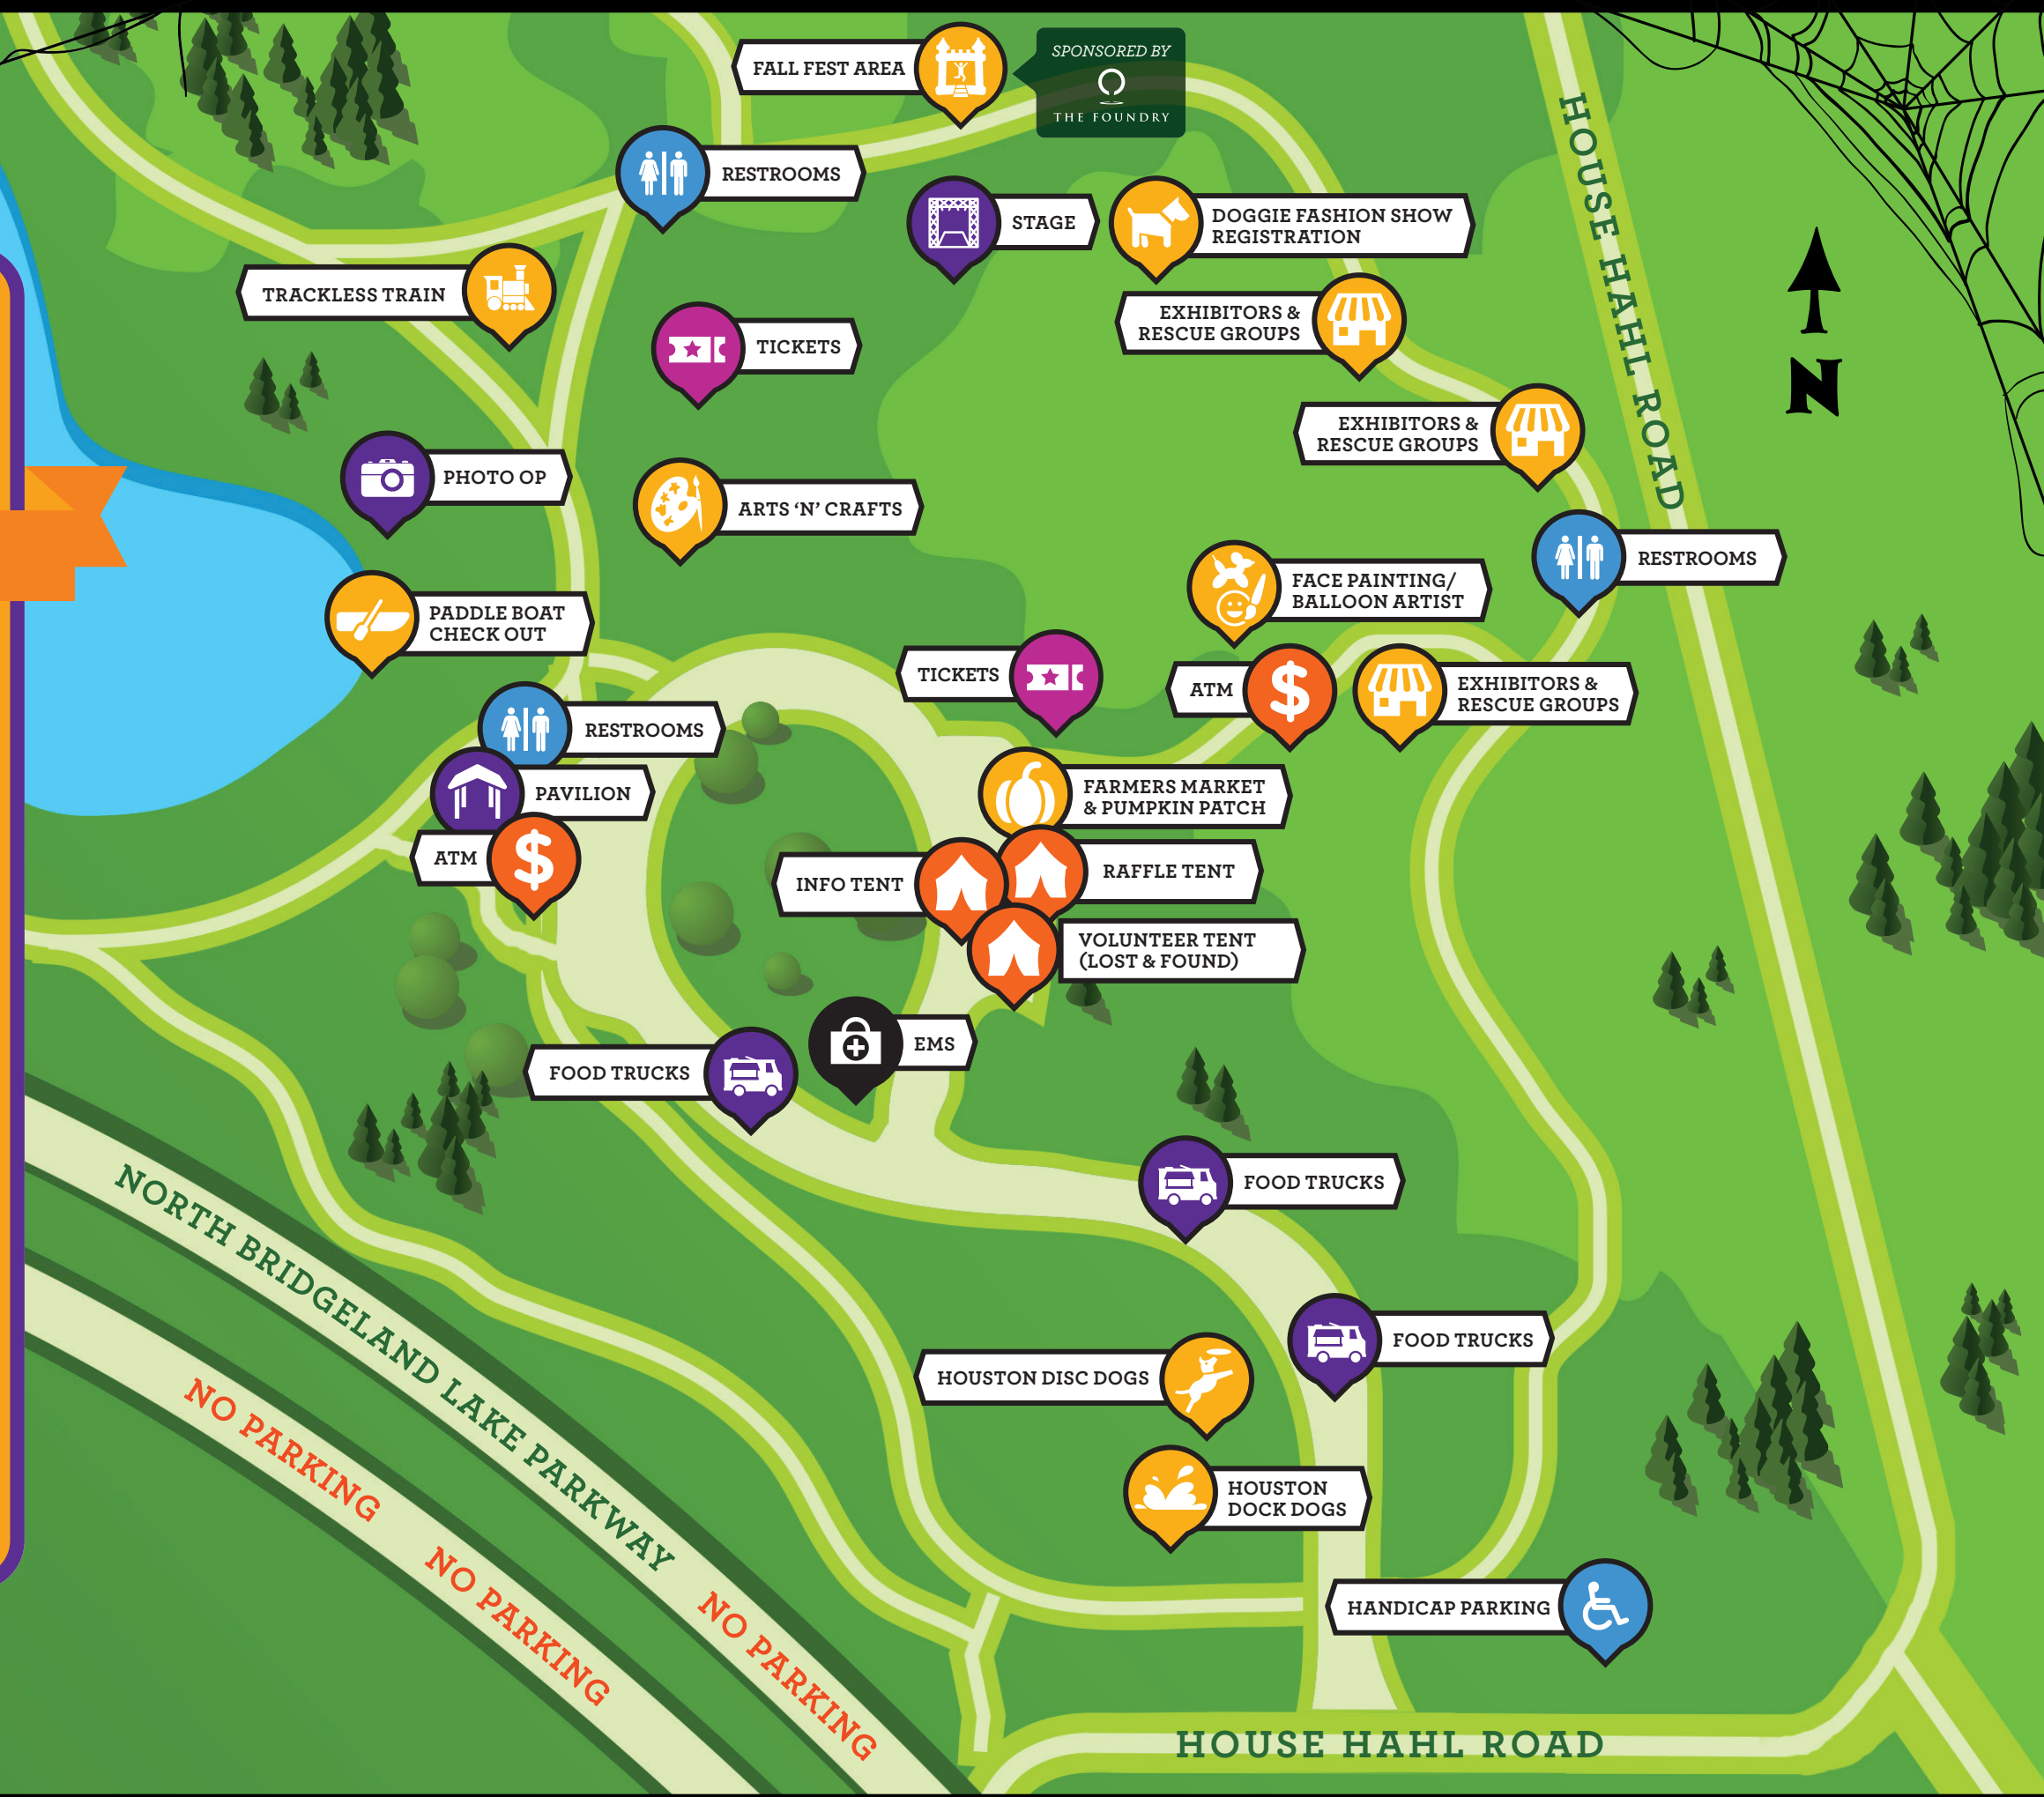 FALL FEST AREA
SPONSORED BY
THE FOUNDRY
RESTROOMS
STAGE
DOGGIE FASHION SHOW
REGISTRATION
HOUSE HAHL ROAD
TRACKLESS TRAIN
TICKETS
EXHIBITORS &
RESCUE GROUPS
N
EXHIBITORS &
RESCUE GROUPS
PHOTO OP
ARTS ‘N’ CRAFTS
RESTROOMS
FACE PAINTING/
BALLOON ARTIST
PADDLE BOAT
CHECK OUT
TICKETS
ATM
$
EXHIBITORS &
RESCUE GROUPS
RESTROOMS
PAVILION
FARMERS MARKET
& PUMPKIN PATCH
ATM
$
INFO TENT
RAFFLE TENT
VOLUNTEER TENT
(LOST & FOUND)
EMS
FOOD TRUCKS
FOOD TRUCKS
NORTH BRIDGELAND LAKE PARKWAY
FOOD TRUCKS
HOUSTON DISC DOGS
NO PARKING
HOUSTON
DOCK DOGS
NO PARKING
NO PARKING
HANDICAP PARKING
HOUSE HAHL ROAD